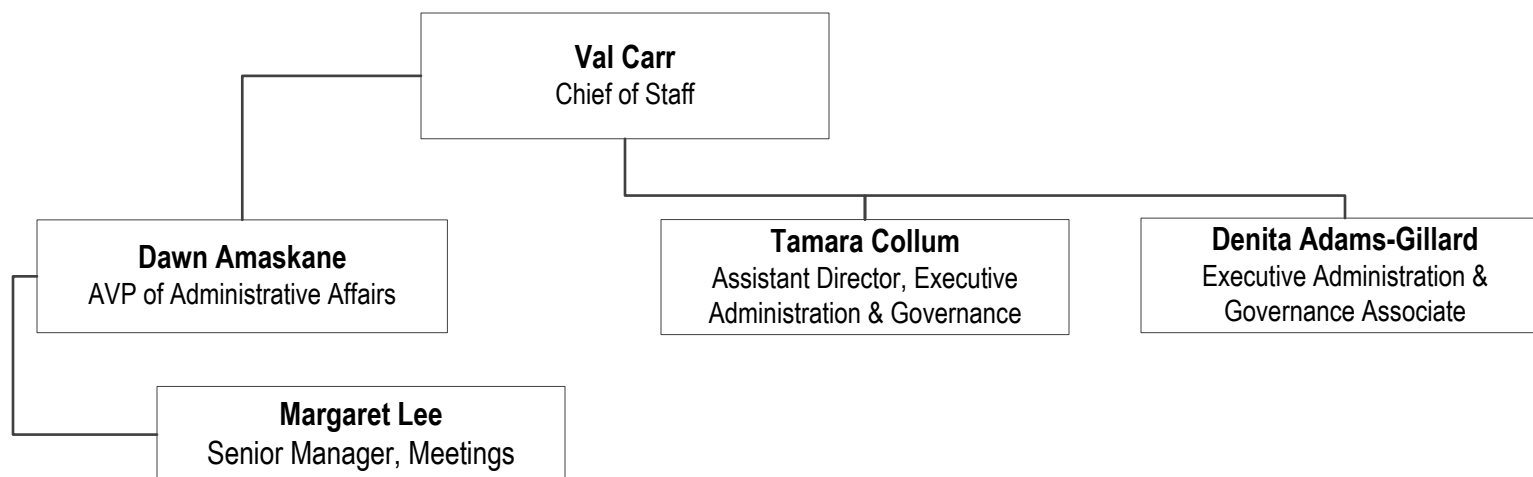 Val Carr
Chief of Staff
Dawn Amaskane
AVP of Administrative Affairs
Tamara Collum
Assistant Director, Executive
Administration & Governance
Denita Adams-Gillard
Executive Administration &
Governance Associate
Margaret Lee
Senior Manager, Meetings